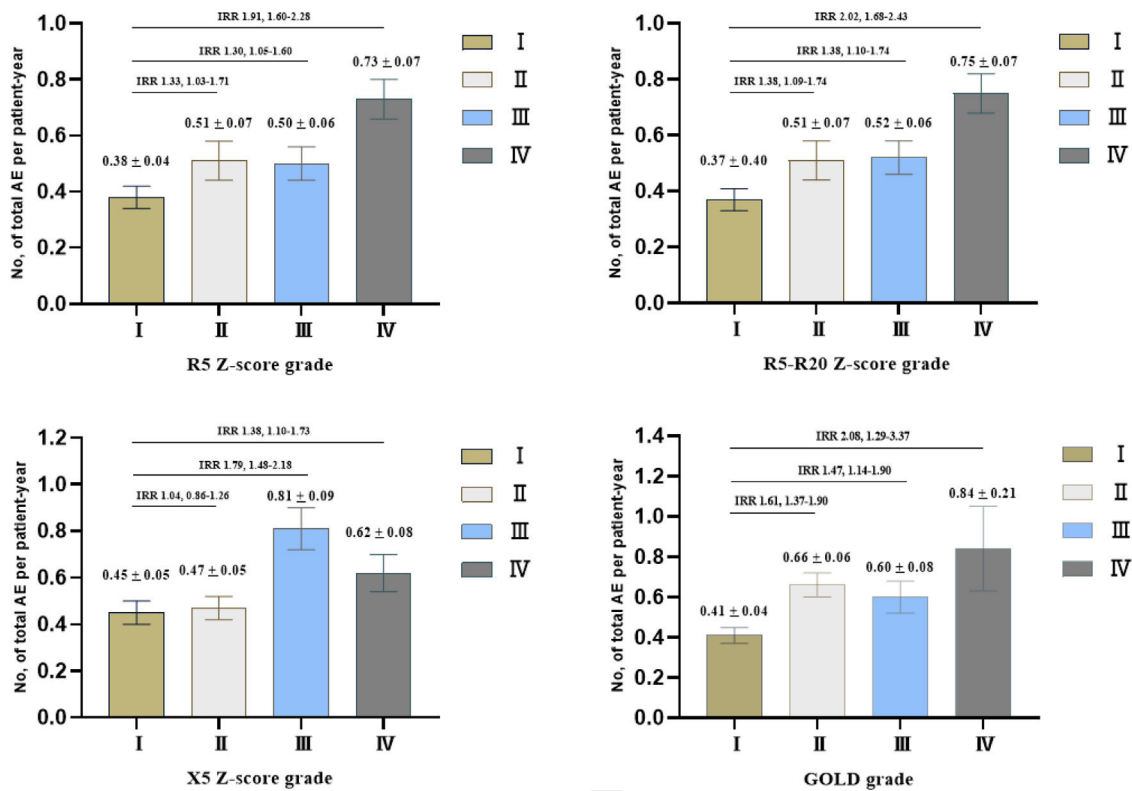 No, of total AE per patient-year
1.0
0.8
0.6
0.4
0.2
0.0
IRR 1.91, 1.60-2.28
IRR 1.30, 1.05-1.60
IRR 1.33, 1.03-1.71
0.38 ± 0.04
0.51 ± 0.07
0.50 ± 0.06
0.73 ± 0.07
I
II
III
IV
I
II
III
IV
R5 Z-score grade
No, of total AE per patient-year
1.0
0.8
0.6
0.4
0.2
0.0
IRR 2.02, 1.68-2.43
IRR 1.38, 1.10-1.74
IRR 1.38, 1.09-1.74
0.37 ± 0.40
0.51 ± 0.07
0.52 ± 0.06
0.75 ± 0.07
I
II
III
IV
I
II
III
IV
R5-R20 Z-score grade
No, of total AE per patient-year
1.2
1.0
0.8
0.6
0.4
0.2
0.0
IRR 1.38, 1.10-1.73
IRR 1.79, 1.48-2.18
IRR 1.04, 0.86-1.26
0.45 ± 0.05
0.47 ± 0.05
0.81 ± 0.09
0.62 ± 0.08
I
II
III
IV
I
II
III
IV
X5 Z-score grade
No, of total AE per patient-year
1.4
1.2
1.0
0.8
0.6
0.4
0.2
0.0
IRR 2.08, 1.29-3.37
IRR 1.47, 1.14-1.90
IRR 1.61, 1.37-1.90
0.41 ± 0.04
0.66 ± 0.06
0.60 ± 0.08
0.84 ± 0.21
I
II
III
IV
I
II
III
IV
GOLD grade